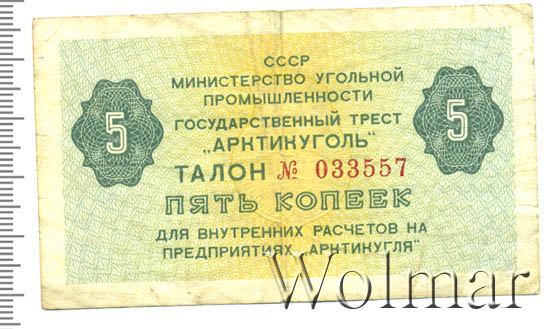 СССР
МИНИСТЕРСТВО УГОЛЬНОЙ
ПРОМЫШЛЕННОСТИ
ГОСУДАРСТВЕННЫЙ ТРЕСТ
„АРКТИКУГОЛЬ"
5
5
ТАЛОН № 033557
ПЯТЬ КОПЕЕК
ДЛЯ ВНУТРЕННИХ РАСЧЕТОВ НА
ПРЕДПРИЯТИЯХ „АРКТИКУГЛЯ"
Wolmar